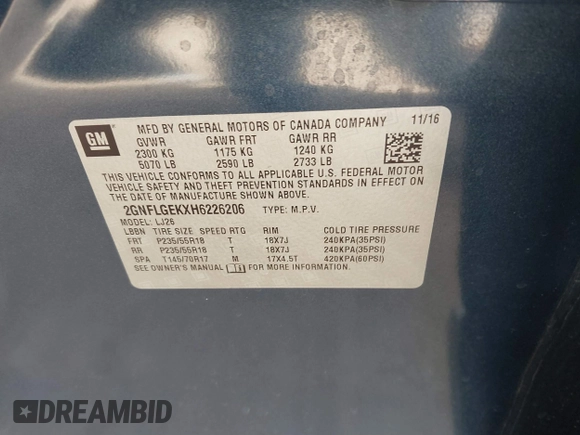 GM
MFD BY GENERAL MOTORS OF CANADA COMPANY 11/16
GVWR GAWR FRT GAWR RR
2300 KG 1175 KG 1240 KG
5070 LB 2590 LB 2733 LB
THIS VEHICLE CONFORMS TO ALL APPLICABLE U.S. FEDERAL MOTOR
VEHICLE SAFETY AND THEFT PREVENTION STANDARDS IN EFFECT ON
THE DATE OF MANUFACTURE SHOWN ABOVE.
2GNFLGEKXH6226206 TYPE: M.P.V.
MODEL: LJ26
LBBN TIRE SIZE SPEED RTG RIM COLD TIRE PRESSURE
FRT P235/55R18 T 18X7J 240KPA(35PSI)
RR P235/55R18 T 18X7J 240KPA(35PSI)
SPA T145/70R17 M 17X4.5T 420KPA(60PSI)
SEE OWNER'S MANUAL FOR MORE INFORMATION.
DREAMBID